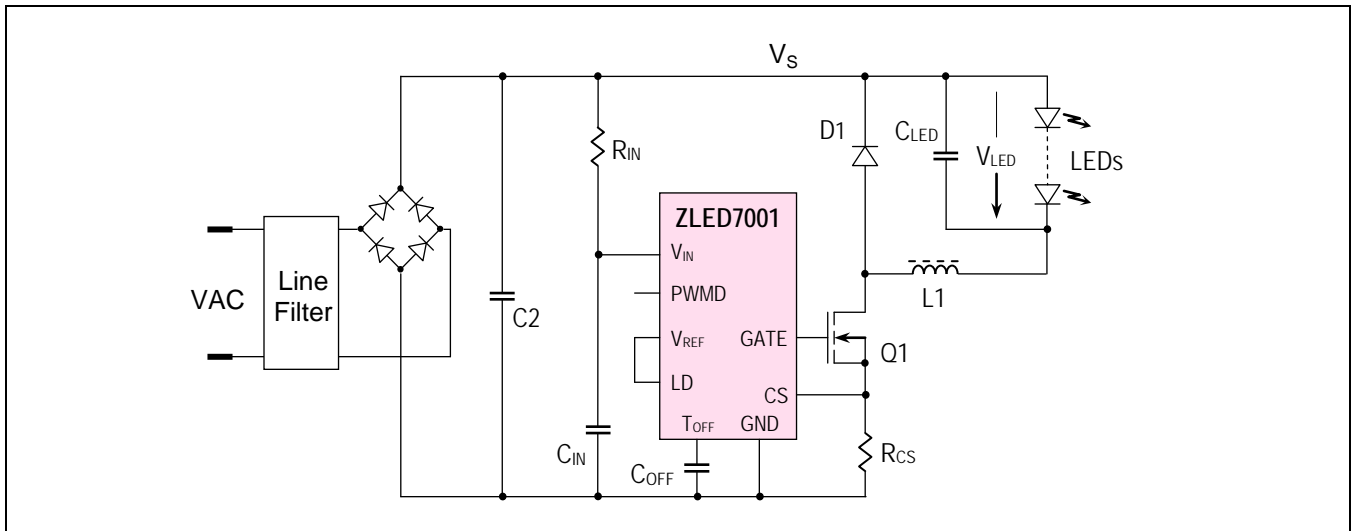 VS
D1
CLED
VLED
LEDs
RIN
ZLED7001
VIN
PWMD
VREF
GATE
LD
CS
TOFF
GND
Line
Filter
VAC
C2
L1
Q1
CIN
COFF
RCS